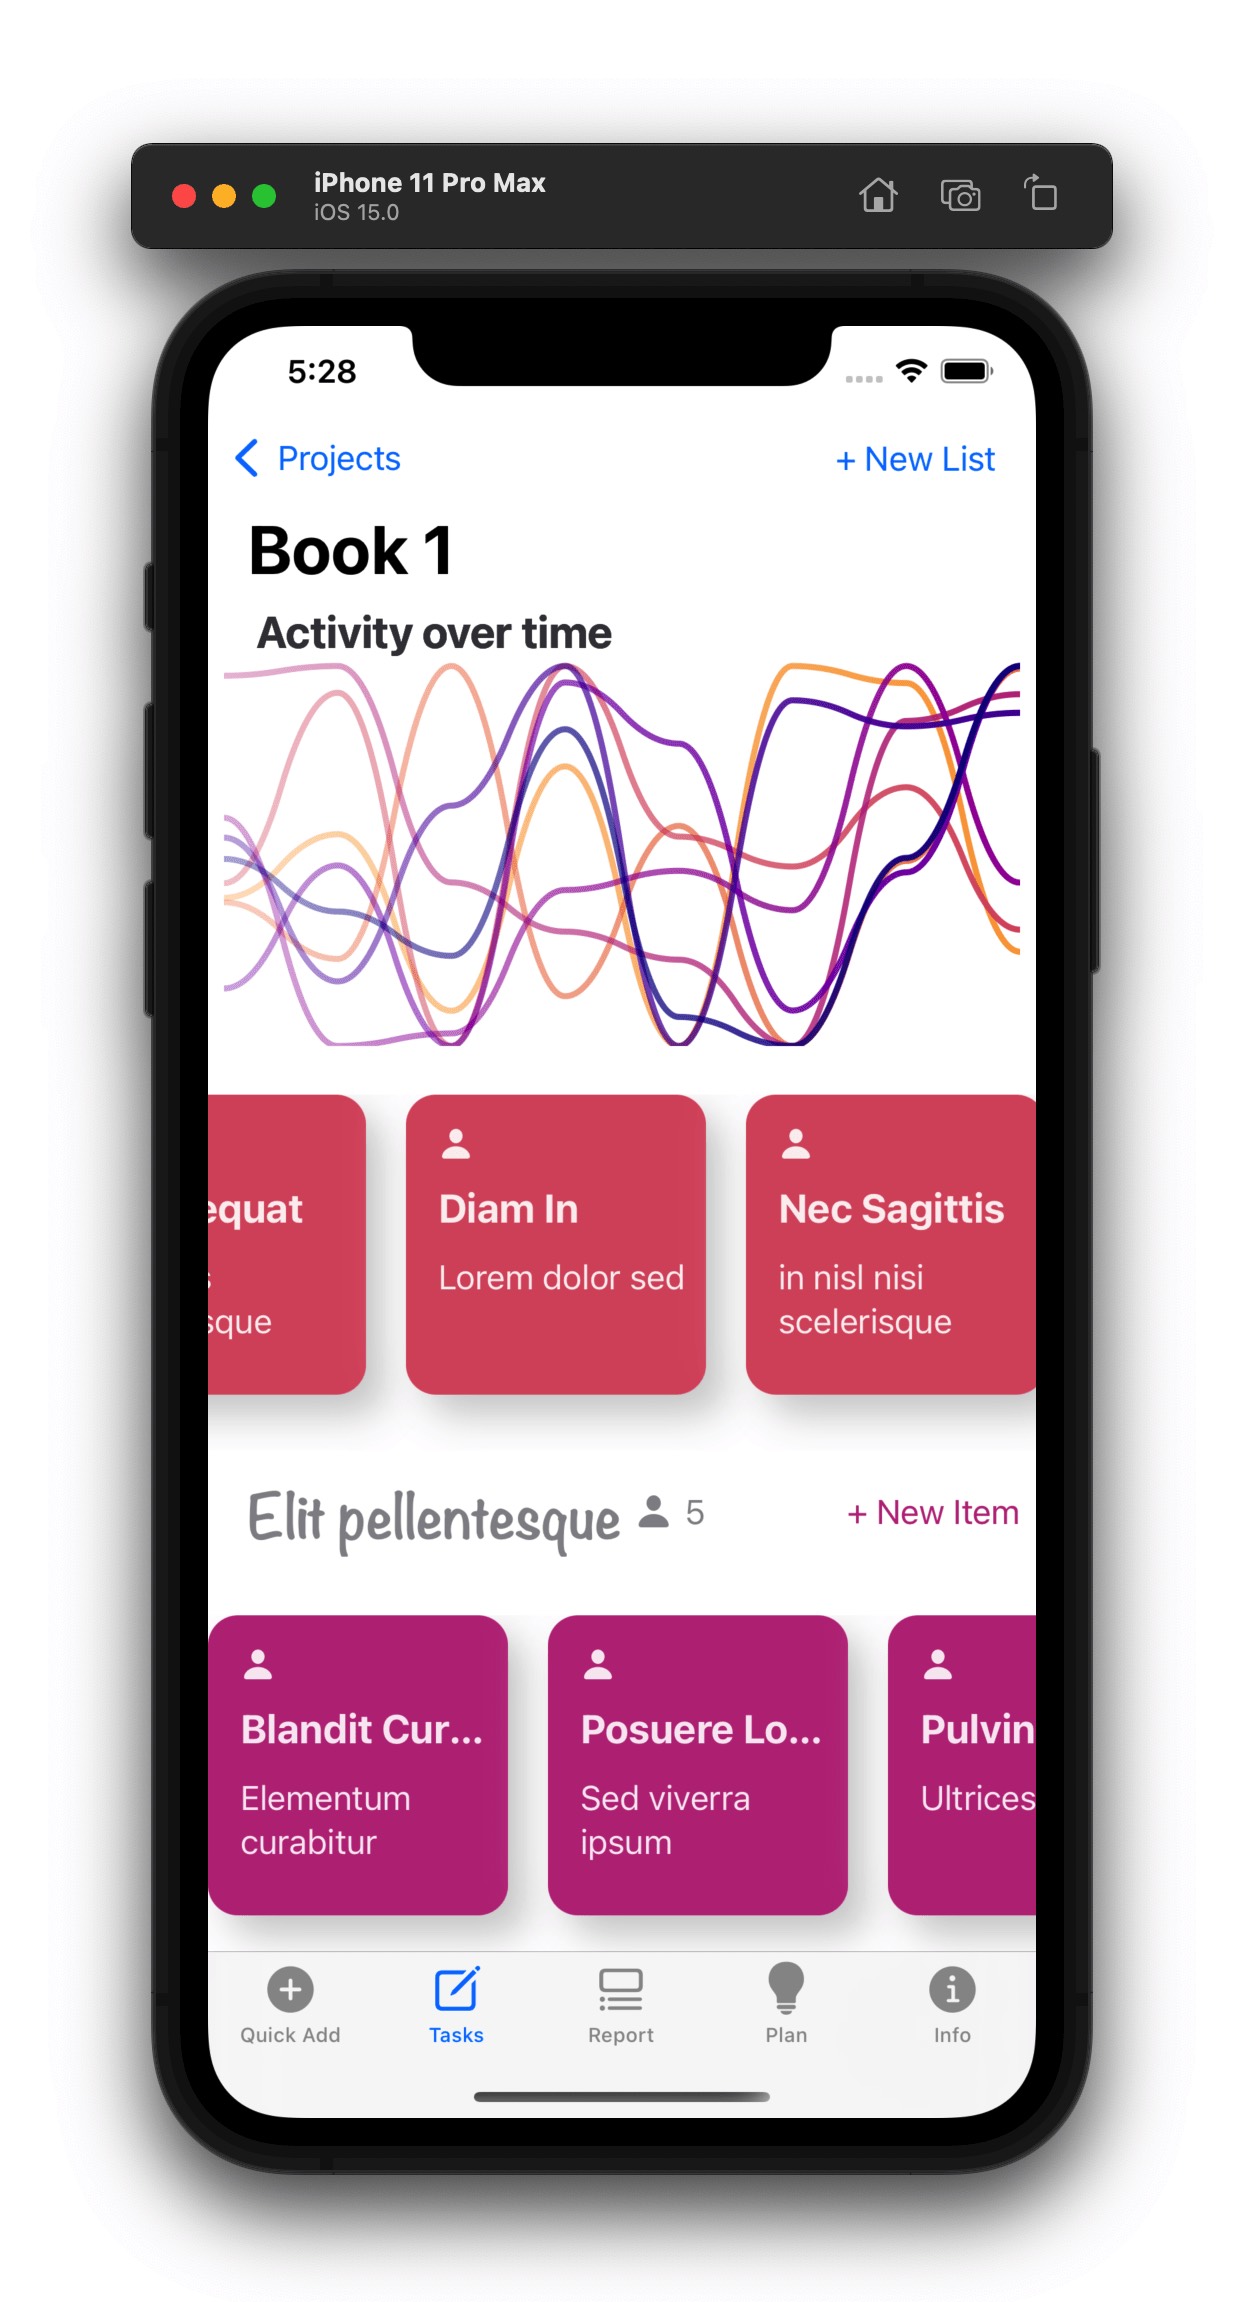 iPhone 11 Pro Max
iOS 15.0
5:28
Projects
+ New List
Book 1
Activity over time
equat
Diam In
Nec Sagittis
Lorem dolor sed
in nisl nisi
sque
scelerisque
Elit pellentesque 5
+ New Item
Blandit Cur...
Posuere Lo...
Pulvin
Elementum
curabitur
Sed viverra
ipsum
Ultrices
Quick Add
Tasks
Report
Plan
Info